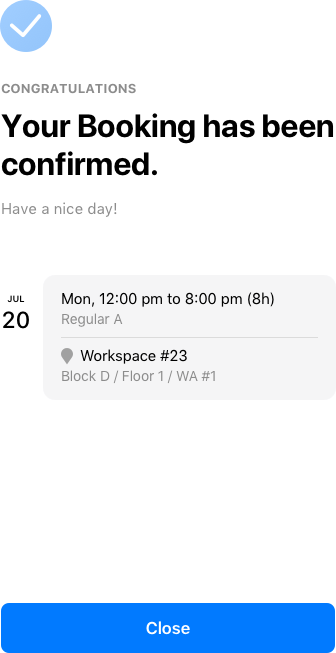 CONGRATULATIONS
Your Booking has been
confirmed.
Have a nice day!
JUL
20
Mon, 12:00 pm to 8:00 pm (8h)
Regular A
Workspace #23
Block D / Floor 1 / WA #1
Close